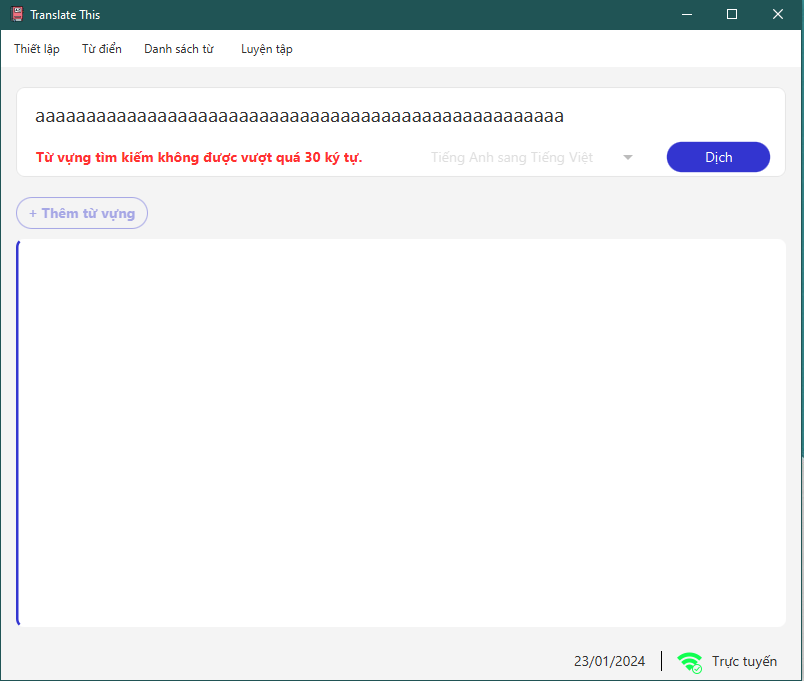 Translate This
Thiết lập Từ điển Danh sách từ Luyện tập
aaaaaaaaaaaaaaaaaaaaaaaaaaaaaaaaaaaaaaaaaaaaaaaaaaaa
Từ vựng tìm kiếm không được vượt quá 30 ký tự. Tiếng Anh sang Tiếng Việt Dịch
+ Thêm từ vựng
23/01/2024 Trực tuyến